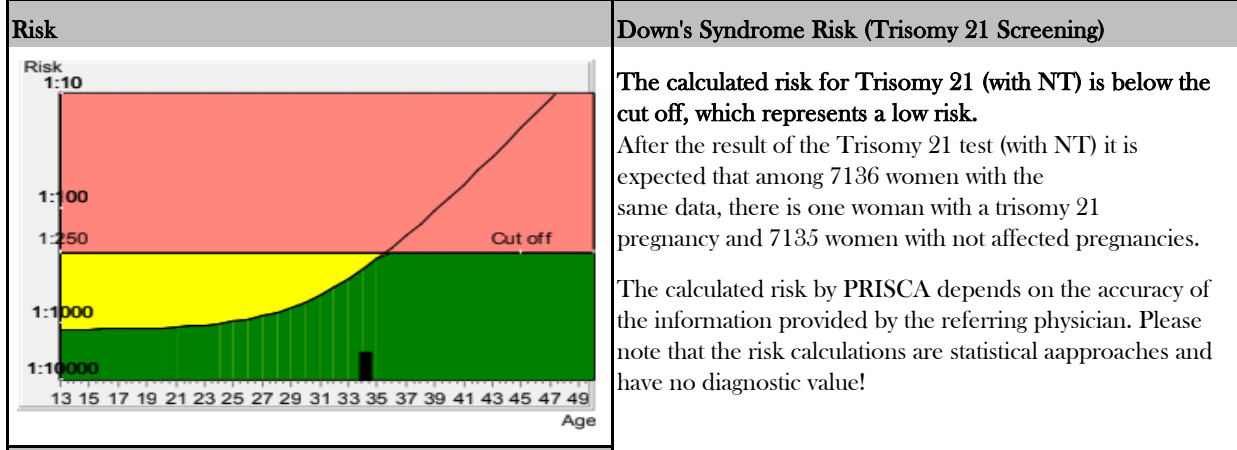 Risk
Risk
1:10
1:100
1:250
Cut off
1:1000
1:10000
13 15 17 19 21 23 25 27 29 31 33 35 37 39 41 43 45 47 49
Age
Down's Syndrome Risk (Trisomy 21 Screening)
The calculated risk for Trisomy 21 (with NT) is below the
cut off, which represents a low risk.
After the result of the Trisomy 21 test (with NT) it is
expected that among 7136 women with the
same data, there is one woman with a trisomy 21
pregnancy and 7135 women with not affected pregnancies.
The calculated risk by PRISCA depends on the accuracy of
the information provided by the referring physician. Please
note that the risk calculations are statistical aapproaches and
have no diagnostic value!